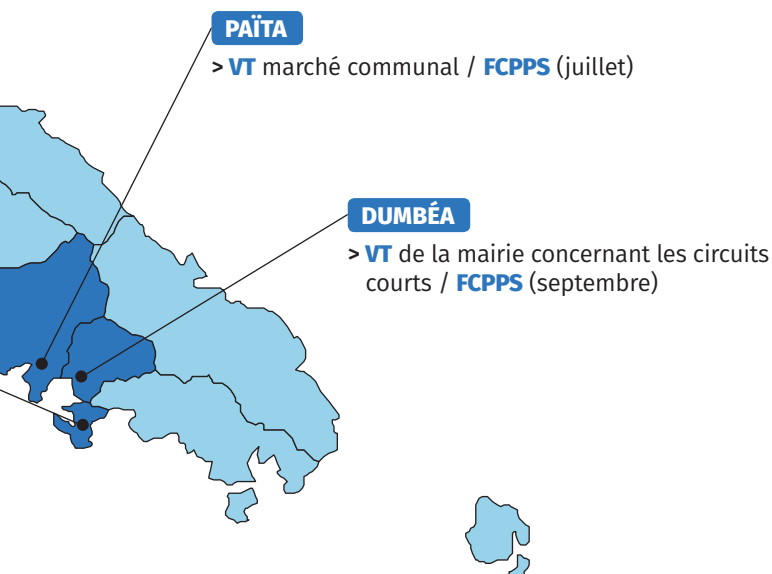 PAÏTA
> VT marché communal / FCPPS (juillet)
DUMBÉA
> VT de la mairie concernant les circuits
courts / FCPPS (septembre)